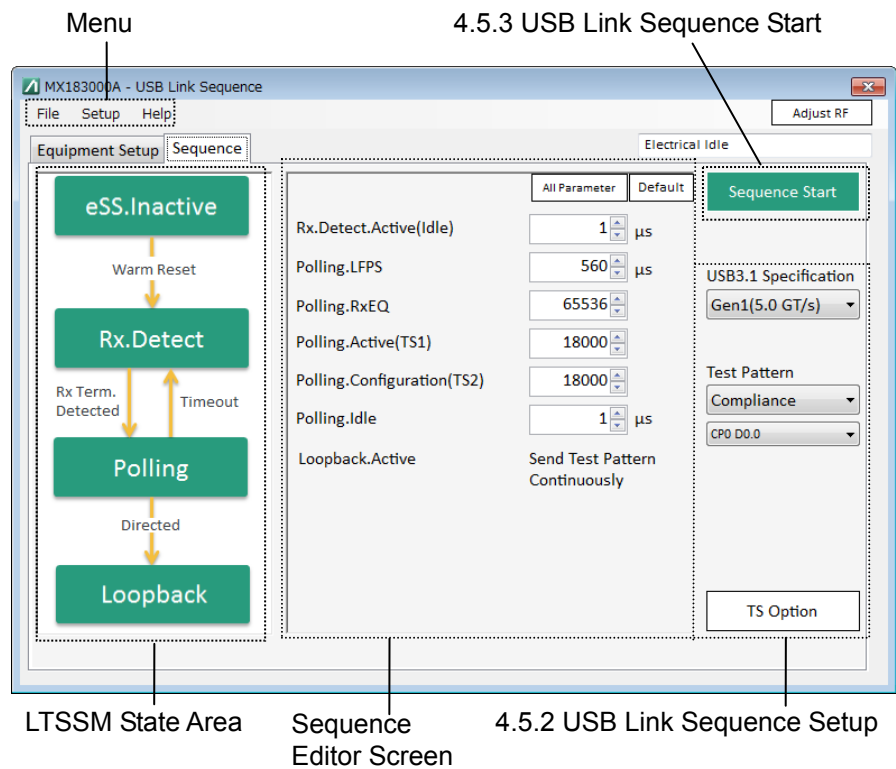 Menu
4.5.3 USB Link Sequence Start
MX183000A - USB Link Sequence
File Setup Help
Adjust RF
Equipment Setup Sequence
Electrical Idle
eSS.Inactive
Warm Reset
Rx.Detect
Rx Term.
Detected
Timeout
Polling
Directed
Loopback
All Parameter Default
Rx.Detect.Active(Idle) 1 µs
Polling.LFPS 560 µs
Polling.RxEQ 65536
Polling.Active(TS1) 18000
Polling.Configuration(TS2) 18000
Polling.Idle 1 µs
Loopback.Active Send Test Pattern
Continuously
Sequence Start
USB3.1 Specification
Gen1(5.0 GT/s)
Test Pattern
Compliance
CP0 D0.0
TS Option
LTSSM State Area
Sequence
Editor Screen
4.5.2 USB Link Sequence Setup